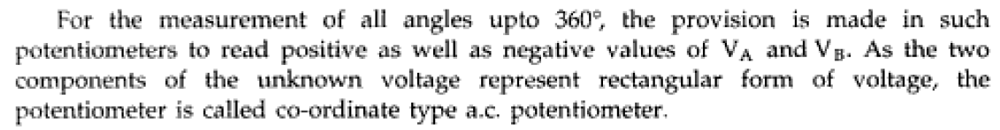 For the measurement of all angles upto 360°, the provision is made in such
potentiometers to read positive as well as negative values of V_A and V_B. As the two
components of the unknown voltage represent rectangular form of voltage, the
potentiometer is called co-ordinate type a.c. potentiometer.